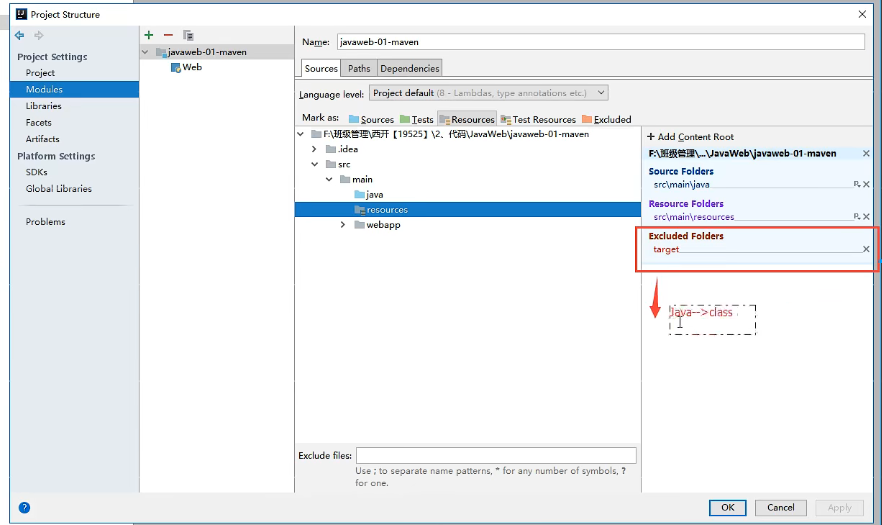 Project Structure
Project Settings
Project
Modules
Libraries
Facets
Artifacts
Platform Settings
SDKs
Global Libraries
Problems
javaweb-01-maven
Web
Name: javaweb-01-maven
Sources Paths Dependencies
Language level: Project default (8 - Lambdas, type annotations etc.)
Mark as: Sources Tests Resources Test Resources Excluded
F:\班级管理\西开【19525】\2、代码\JavaWeb\javaweb-01-maven
.idea
src
main
java
resources
webapp
+ Add Content Root
F:\班级管理\...\JavaWeb\javaweb-01-maven
Source Folders
src\main\java
Resource Folders
src\main\resources
Excluded Folders
target
Java-->class
Exclude files:
Use ; to separate name patterns, * for any number of symbols, ?
for one.
OK Cancel Apply